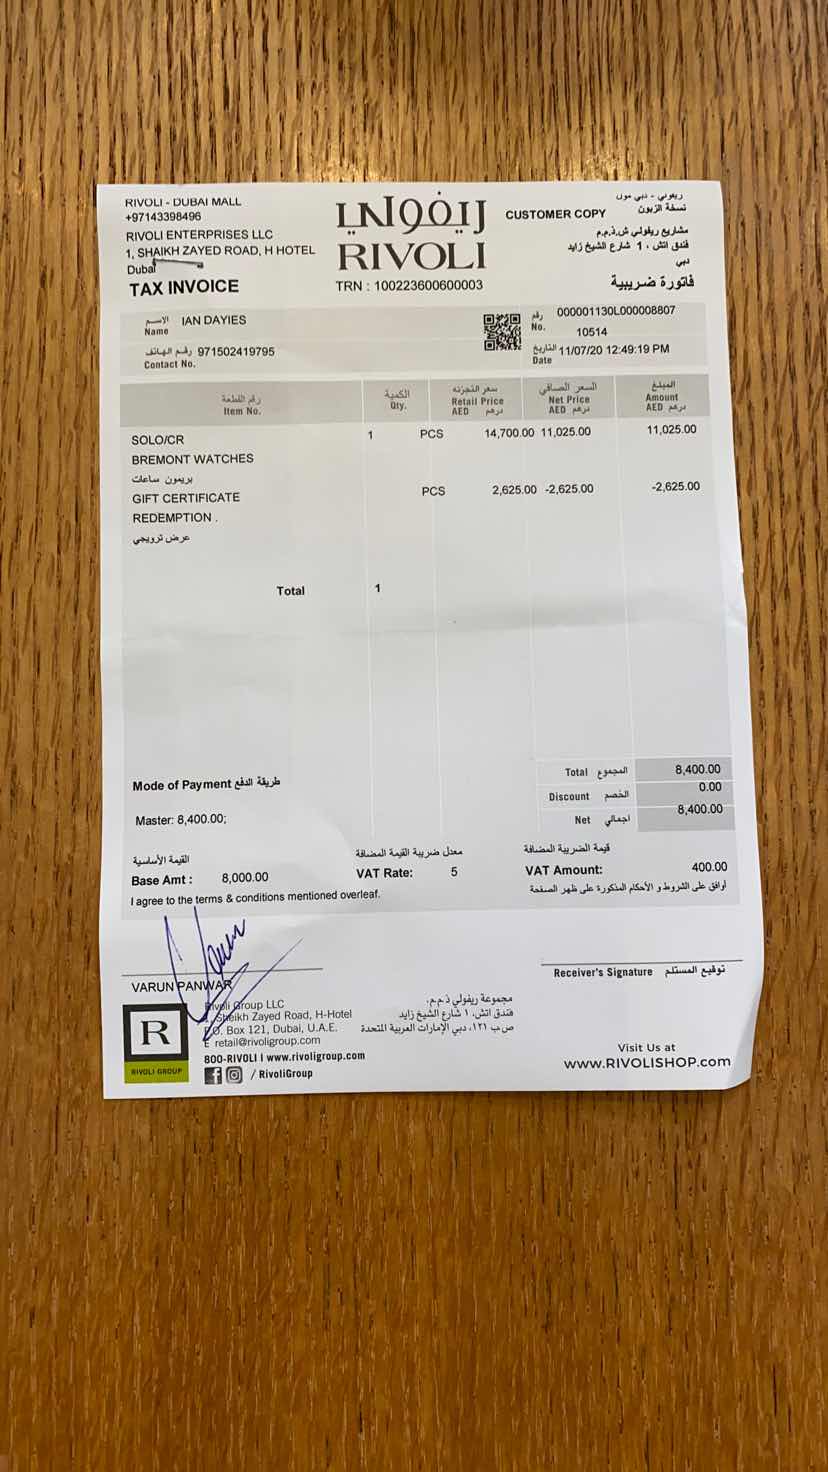 RIVOLI - DUBAI MALL
+97143398496
RIVOLI ENTERPRISES LLC
1, SHAIKH ZAYED ROAD, H HOTEL
Dubai
TAX INVOICE
ريفولي
RIVOLI
TRN : 100223600600003
CUSTOMER COPY
ريفولي - دبي مول
نسخة الزبون
مشاريع ريفولي ش.ذ.م.م
فندق اتش ، 1 شارع الشيخ زايد
دبي
فاتورة ضريبية
الاسم IAN DAYIES
Name
رقم الهاتف 971502419795
Contact No.
رقم 000001130L000008807
No. 10514
التاريخ 11/07/20 12:49:19 PM
Date
رقم القطعة الكمية سعر التجزئه السعر الصافي المبلغ
Item No. Qty. Retail Price Net Price Amount
AED درهم AED درهم AED درهم
SOLO/CR 1 PCS 14,700.00 11,025.00 11,025.00
BREMONT WATCHES
بريمون ساعات
GIFT CERTIFICATE PCS 2,625.00 -2,625.00 -2,625.00
REDEMPTION .
عرض ترويجي
Total 1
Total المجموع 8,400.00
Discount الخصم 0.00
Net اجمالي 8,400.00
Mode of Payment طريقة الدفع
Master: 8,400.00;
القيمة الأساسية معدل ضريبة القيمة المضافة قيمة الضريبة المضافة
Base Amt : 8,000.00 VAT Rate: 5 VAT Amount: 400.00
I agree to the terms & conditions mentioned overleaf. أوافق على الشروط و الأحكام المذكورة على ظهر الصفحة
VARUN PANWAR
Receiver's Signature توقيع المستلم
R
RIVOLI GROUP
Rivoli Group LLC
1, Sheikh Zayed Road, H-Hotel
P.O. Box 121, Dubai, U.A.E.
E retail@rivoligroup.com
800-RIVOLI I www.rivoligroup.com
/ RivoliGroup
مجموعة ريفولي ذ.م.م.
فندق اتش، ١ شارع الشيخ زايد
ص ب ١٢١، دبي الإمارات العربية المتحدة
Visit Us at
www.RIVOLISHOP.com